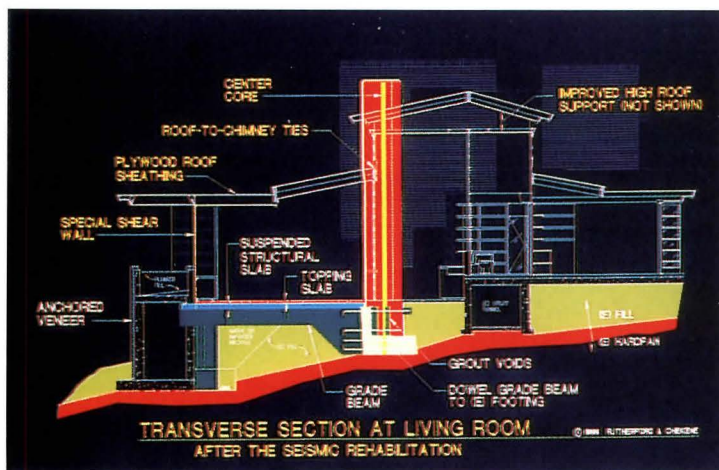 CENTER
CORE
IMPROVED HIGH ROOF
SUPPORT (NOT SHOWN)
ROOF-TO-CHIMNEY TIES
PLYWOOD ROOF
SHEATHING
SPECIAL SHEAR
WALL
SUSPENDED
STRUCTURAL
SLAB
TOPPING
SLAB
ANCHORED
VENEER
(E) FILL
(E) HARDPAN
GROUT VOIDS
GRADE
BEAM
DOWEL GRADE BEAM
TO (E) FOOTING
TRANSVERSE SECTION AT LIVING ROOM
RUTHERFORD & CHEKENE
AFTER THE SEISMIC REHABILITATION